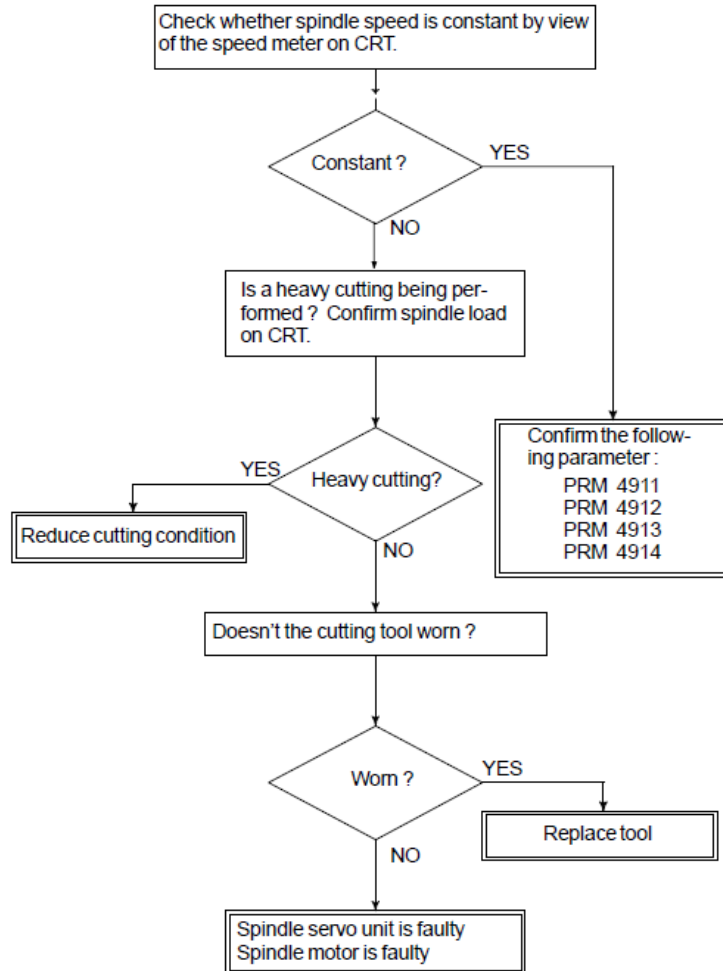 Check whether spindle speed is constant by view
of the speed meter on CRT.
Constant ?
YES
NO
Is a heavy cutting being per-
formed ? Confirm spindle load
on CRT.
Confirm the follow-
ing parameter :
PRM 4911
PRM 4912
PRM 4913
PRM 4914
YES
Heavy cutting?
Reduce cutting condition
NO
Doesn't the cutting tool worn ?
Worn ?
YES
Replace tool
NO
Spindle servo unit is faulty
Spindle motor is faulty